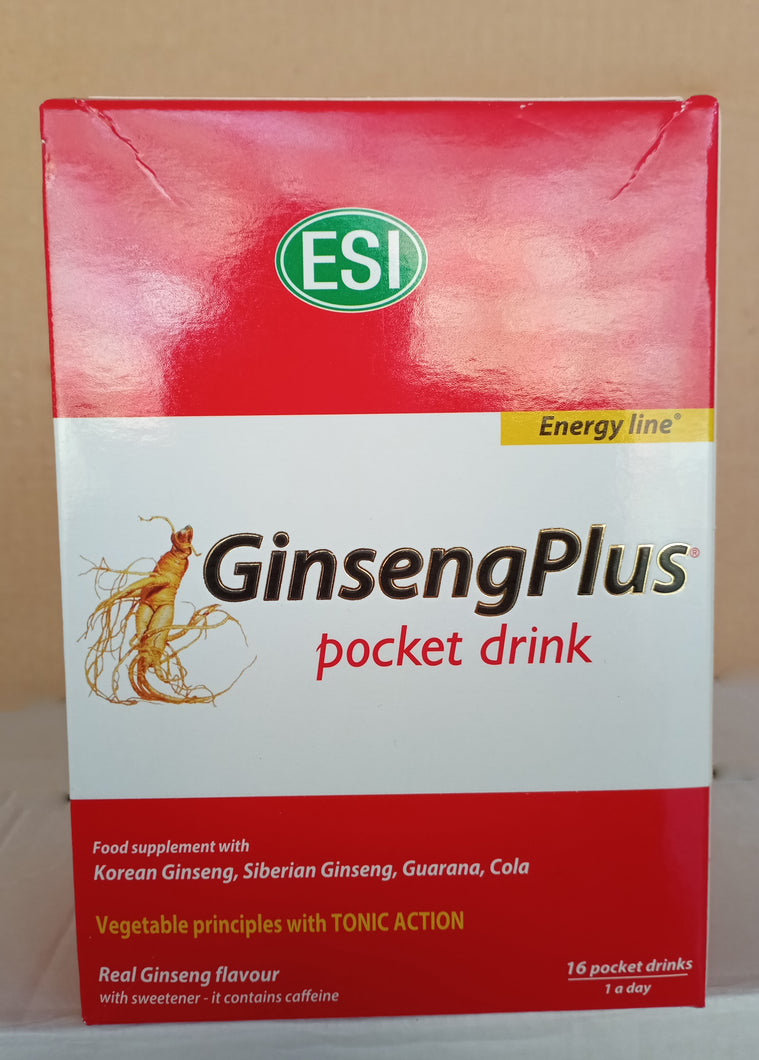 ESI
Energy line®
GinsengPlus®
pocket drink
Food supplement with
Korean Ginseng, Siberian Ginseng, Guarana, Cola
Vegetable principles with TONIC ACTION
Real Ginseng flavour
with sweetener - it contains caffeine
16 pocket drinks
1 a day